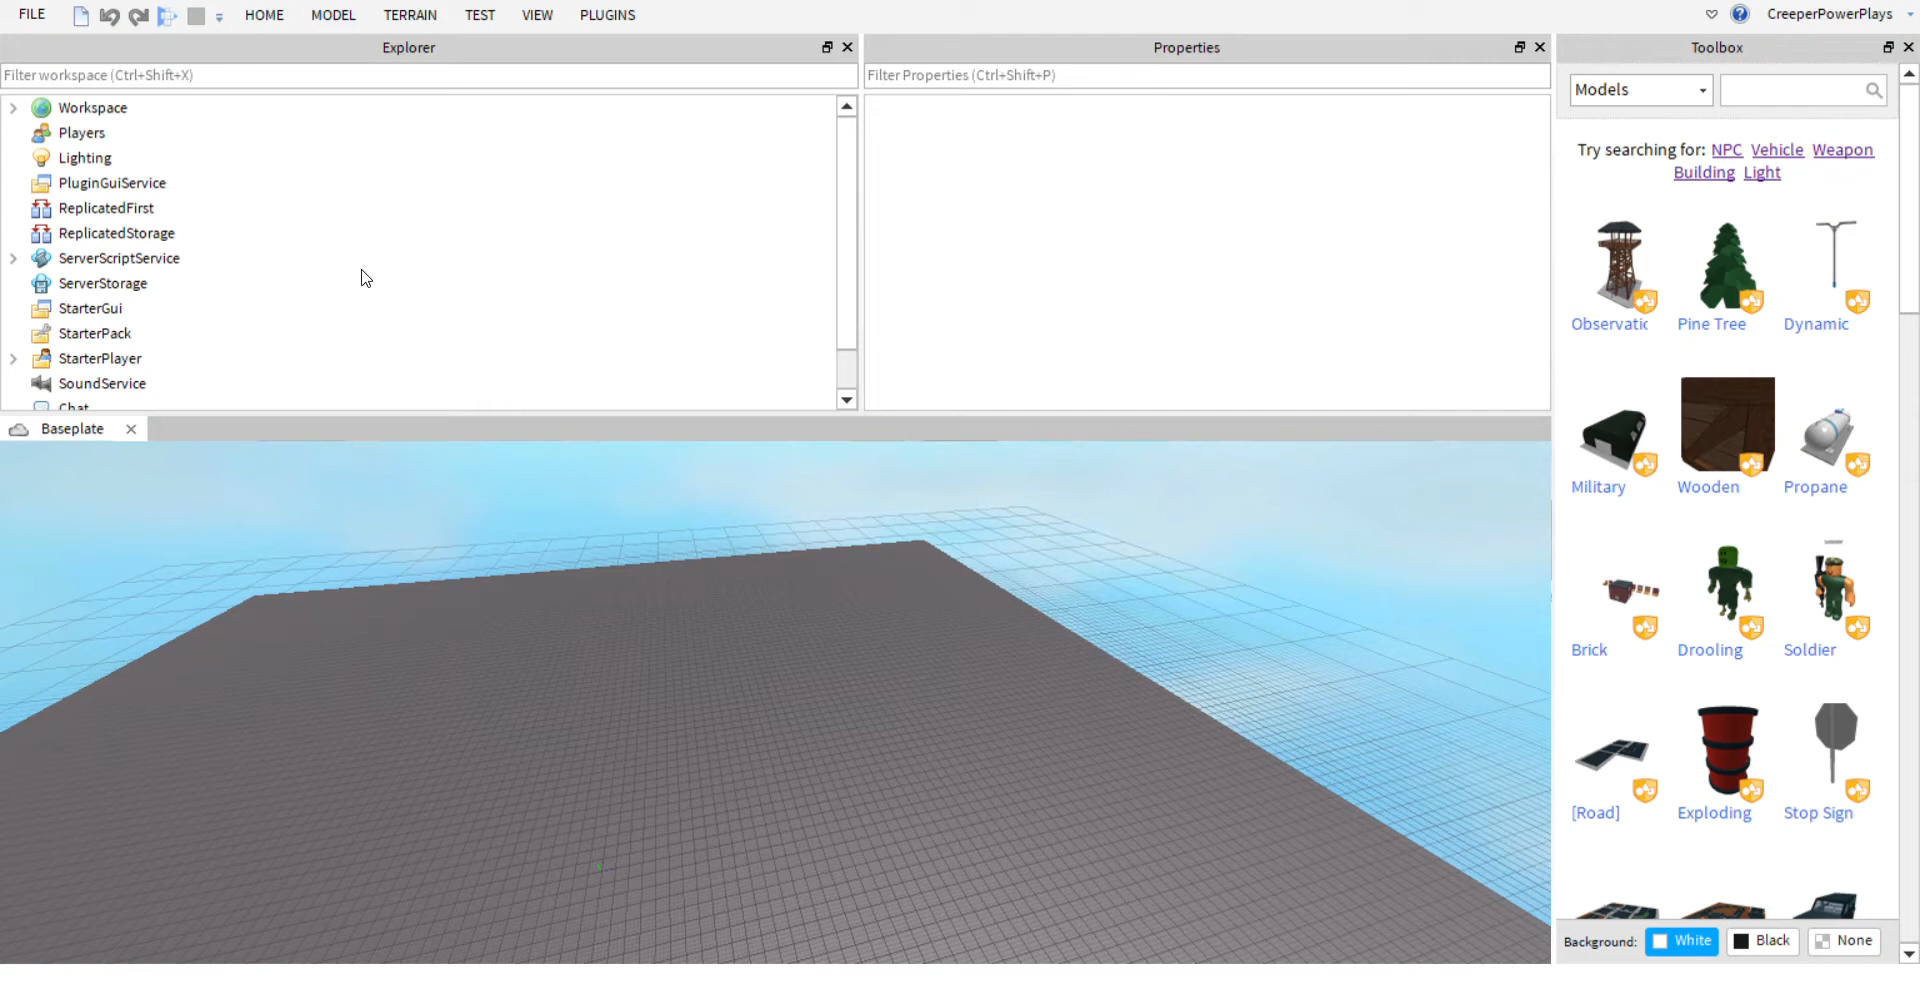 FILE
HOME
MODEL
TERRAIN
TEST
VIEW
PLUGINS
CreeperPowerPlays
Explorer
Filter workspace (Ctrl+Shift+X)
Workspace
Players
Lighting
PluginGuiService
ReplicatedFirst
ReplicatedStorage
ServerScriptService
ServerStorage
StarterGui
StarterPack
StarterPlayer
SoundService
Chat
Properties
Filter Properties (Ctrl+Shift+P)
Baseplate
Toolbox
Models
Try searching for: NPC Vehicle Weapon
Building Light
Observatic
Pine Tree
Dynamic
Military
Wooden
Propane
Brick
Drooling
Soldier
[Road]
Exploding
Stop Sign
Background: White Black None